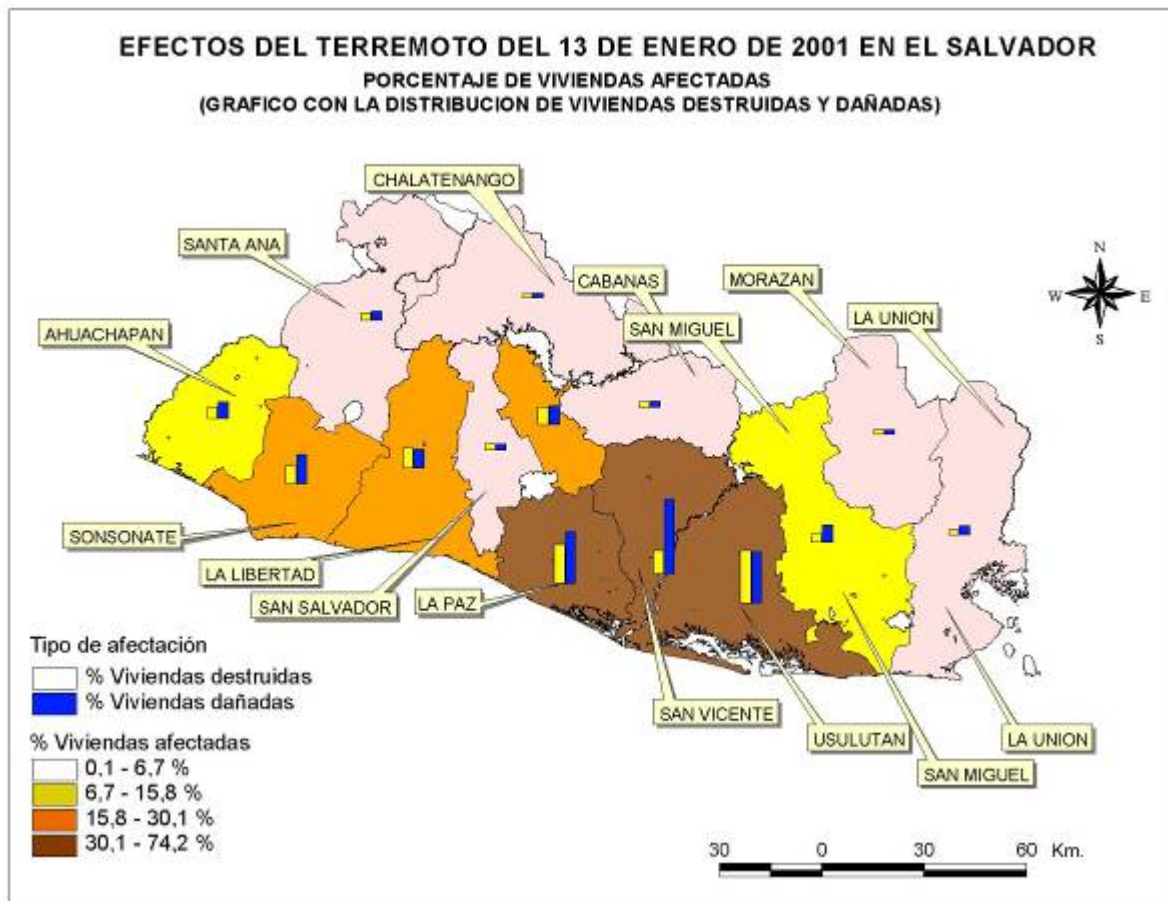 EFECTOS DEL TERREMOTO DEL 13 DE ENERO DE 2001 EN EL SALVADOR
PORCENTAJE DE VIVIENDAS AFECTADAS
(GRAFICO CON LA DISTRIBUCION DE VIVIENDAS DESTRUIDAS Y DAÑADAS)
CHALATENANGO
SANTA ANA
CABANAS
MORAZAN
N
W
E
S
AHUACHAPAN
SAN MIGUEL
LA UNION
SONSONATE
LA LIBERTAD
SAN SALVADOR
LA PAZ
SAN VICENTE
USULUTAN
LA UNION
SAN MIGUEL
Tipo de afectación
% Viviendas destruidas
% Viviendas dañadas
% Viviendas afectadas
0,1 - 6,7 %
6,7 - 15,8 %
15,8 - 30,1 %
30,1 - 74,2 %
30 0 30 60 Km.